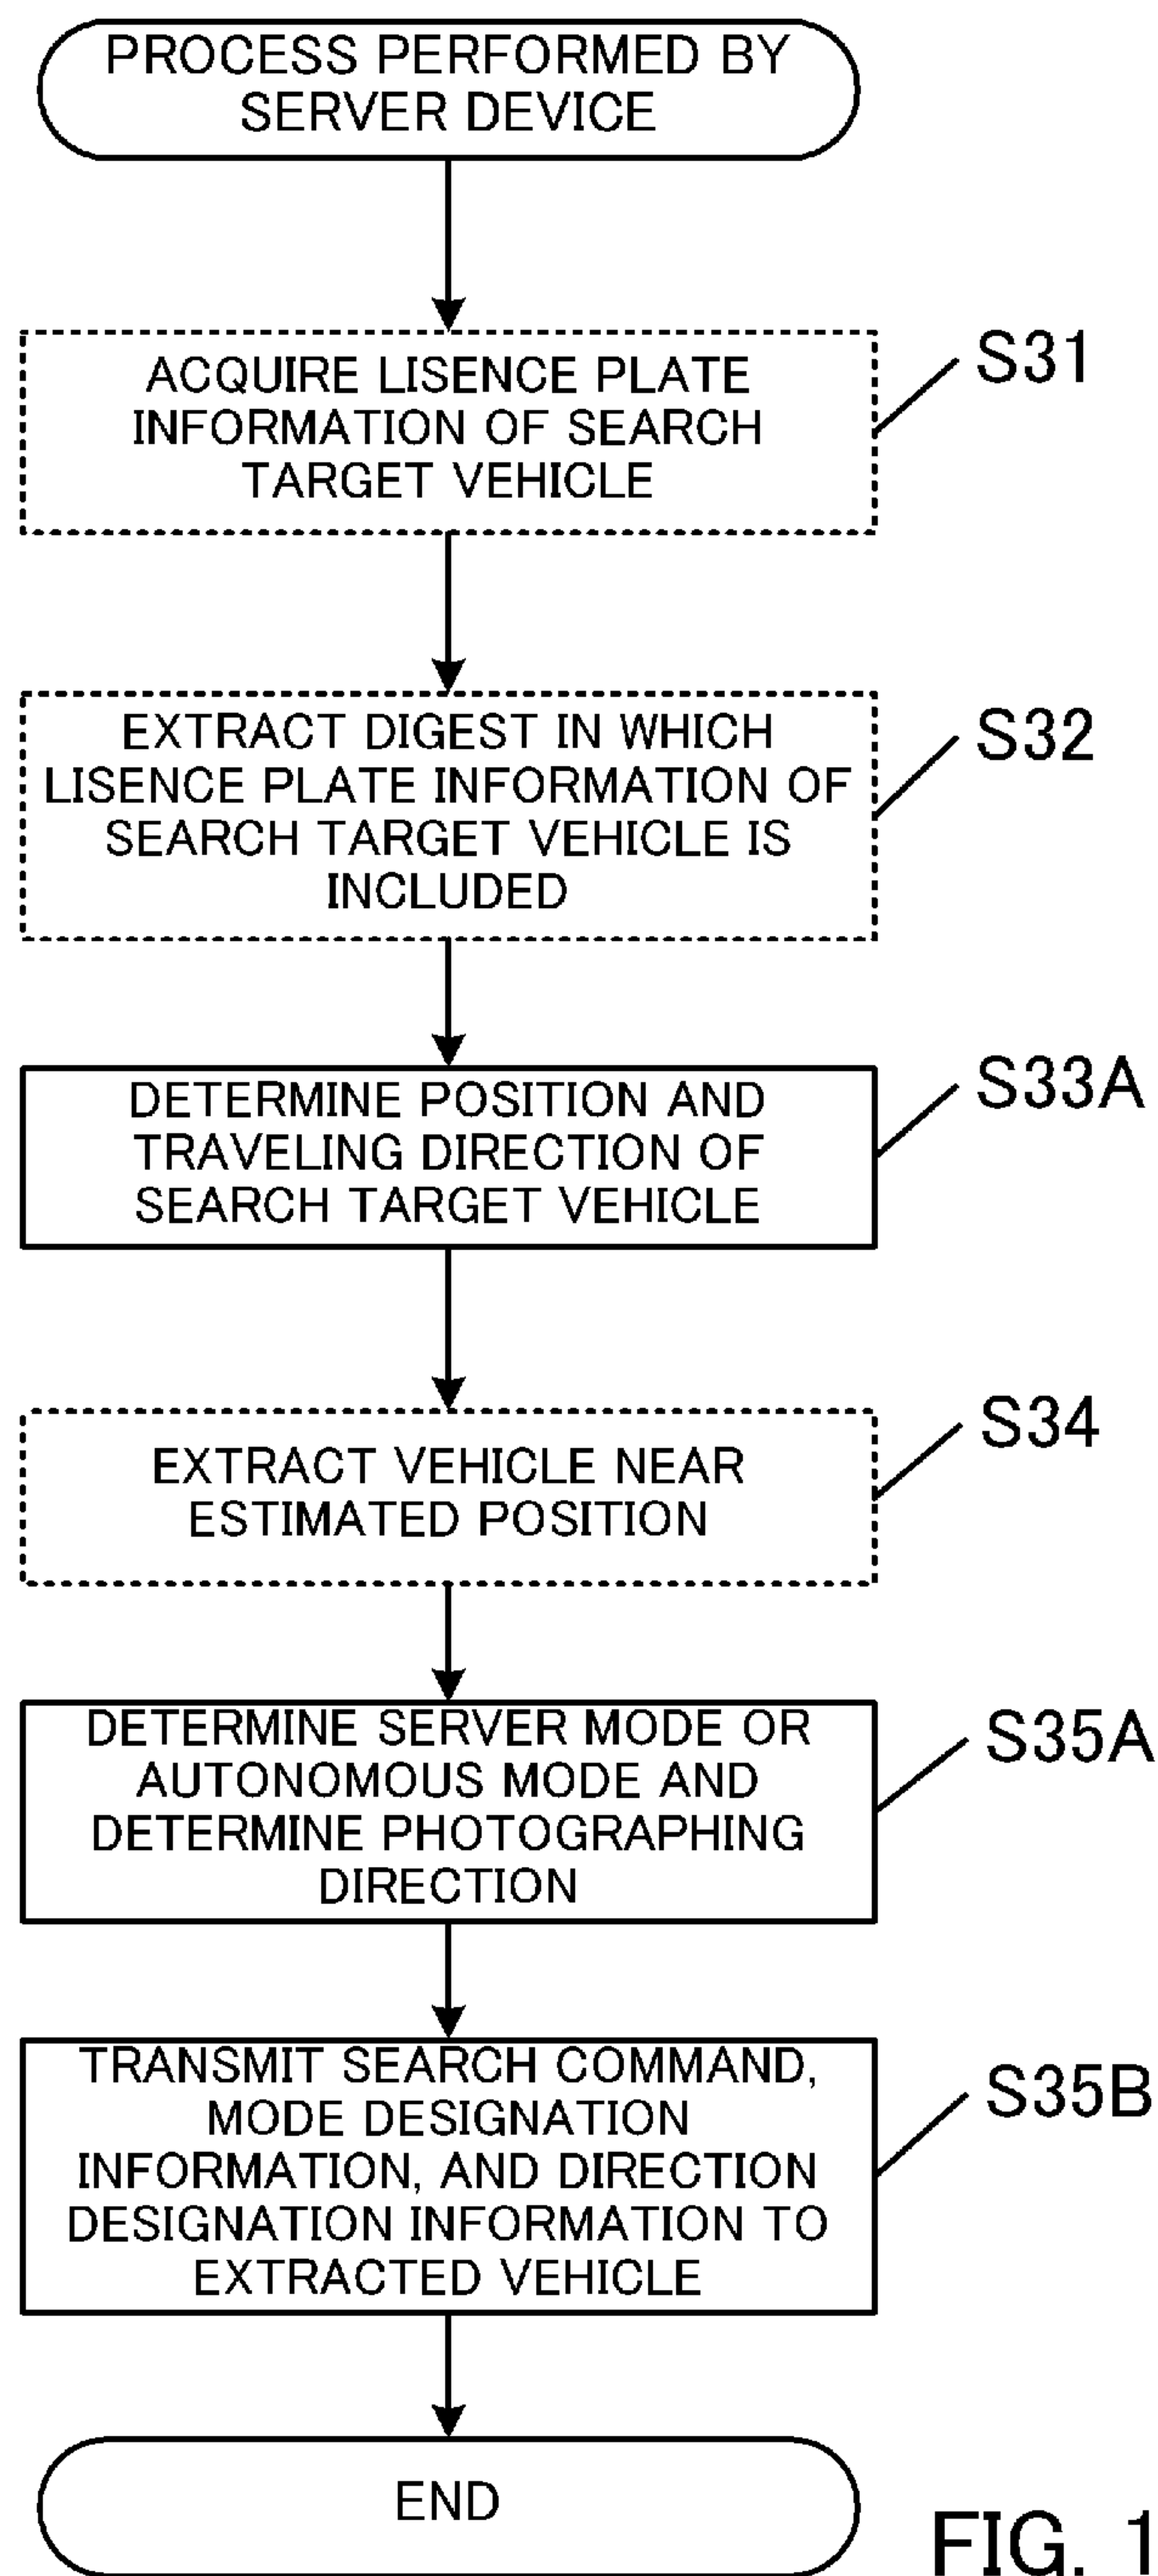 PROCESS PERFORMED BY
SERVER DEVICE
ACQUIRE LISENCE PLATE
INFORMATION OF SEARCH
TARGET VEHICLE
S31
EXTRACT DIGEST IN WHICH
LISENCE PLATE INFORMATION OF
SEARCH TARGET VEHICLE IS
INCLUDED
S32
DETERMINE POSITION AND
TRAVELING DIRECTION OF
SEARCH TARGET VEHICLE
S33A
EXTRACT VEHICLE NEAR
ESTIMATED POSITION
S34
DETERMINE SERVER MODE OR
AUTONOMOUS MODE AND
DETERMINE PHOTOGRAPHING
DIRECTION
S35A
TRANSMIT SEARCH COMMAND,
MODE DESIGNATION
INFORMATION, AND DIRECTION
DESIGNATION INFORMATION TO
EXTRACTED VEHICLE
S35B
END
FIG. 1